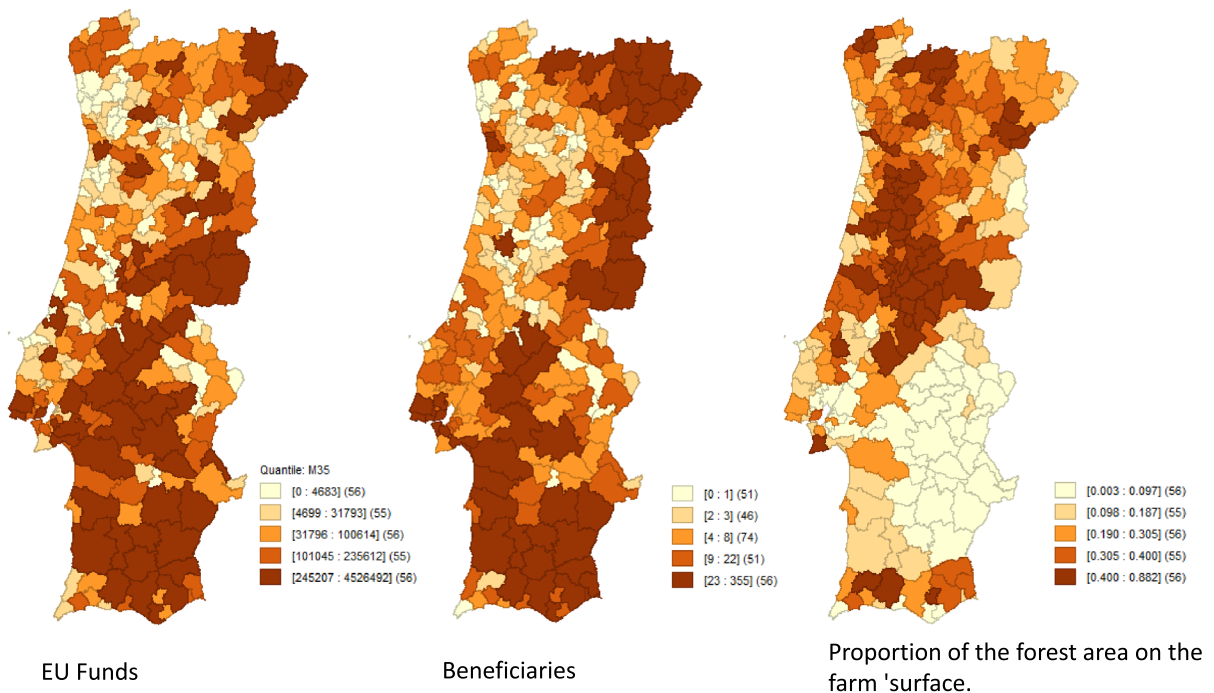 Quantile: M35
[0 : 4683] (56)
[4699 : 31793] (55)
[31796 : 100614] (56)
[101045 : 235612] (55)
[245207 : 4526492] (56)
[0 : 1] (51)
[2 : 3] (46)
[4 : 8] (74)
[9 : 22] (51)
[23 : 355] (56)
[0.003 : 0.097] (56)
[0.098 : 0.187] (55)
[0.190 : 0.305] (56)
[0.305 : 0.400] (55)
[0.400 : 0.882] (56)
EU Funds
Beneficiaries
Proportion of the forest area on the
farm 'surface.